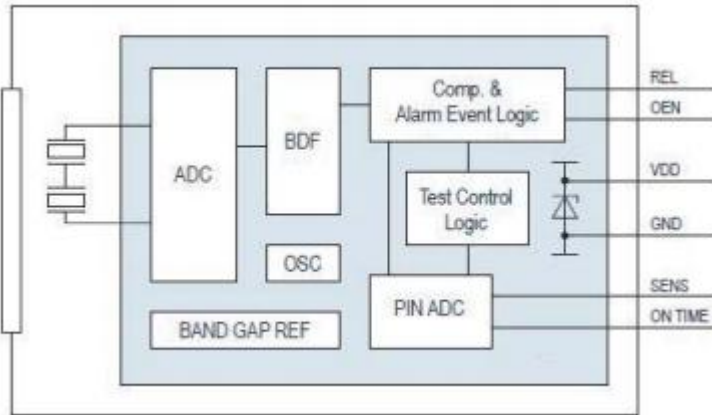 ADC
BDF
OSC
BAND GAP REF
Comp. &
Alarm Event Logic
Test Control
Logic
PIN ADC
REL
OEN
VDD
GND
SENS
ON TIME